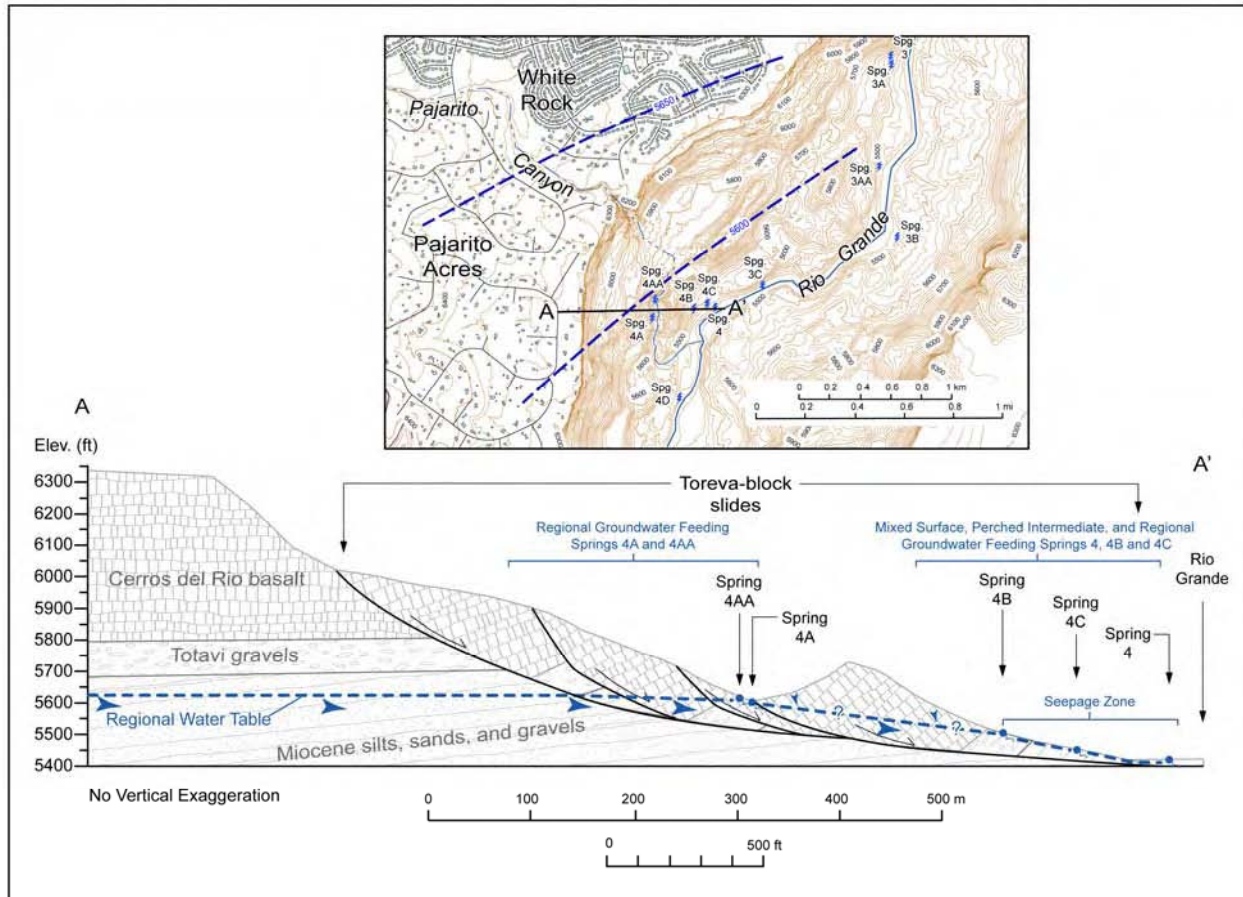 Spg.
3
Spg.
3A
White
Rock
Pajarito
Canyon
5650
Spg.
3AA
5600
Rio Grande
Spg.
3B
Pajarito
Acres
Spg.
3C
Spg.
4AA
Spg.
4B
Spg.
4C
A
A'
Spg.
4A
Spg.
4
Spg.
4D
0 0.2 0.4 0.6 0.8 1 km
0 0.2 0.4 0.6 0.8 1 mi
A
A'
Elev. (ft)
6300
6200
6100
6000
5900
5800
5700
5600
5500
5400
Toreva-block
slides
Regional Groundwater Feeding
Springs 4A and 4AA
Mixed Surface, Perched Intermediate, and Regional
Groundwater Feeding Springs 4, 4B and 4C
Rio
Grande
Spring
4AA
Spring
4A
Spring
4B
Spring
4C
Spring
4
Cerros del Rio basalt
Totavi gravels
Regional Water Table
Miocene silts, sands, and gravels
?
?
Seepage Zone
No Vertical Exaggeration
0 100 200 300 400 500 m
0 500 ft